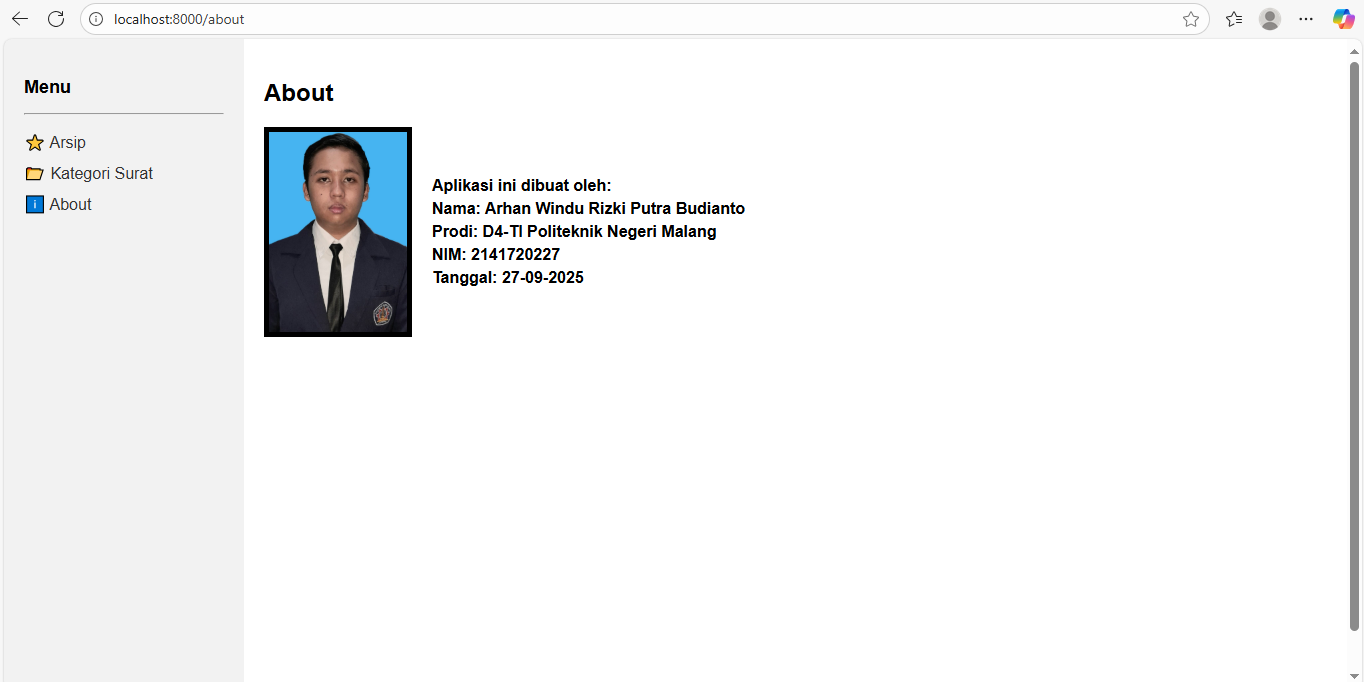 localhost:8000/about
Menu
Arsip
Kategori Surat
About
About
Aplikasi ini dibuat oleh:
Nama: Arhan Windu Rizki Putra Budianto
Prodi: D4-TI Politeknik Negeri Malang
NIM: 2141720227
Tanggal: 27-09-2025